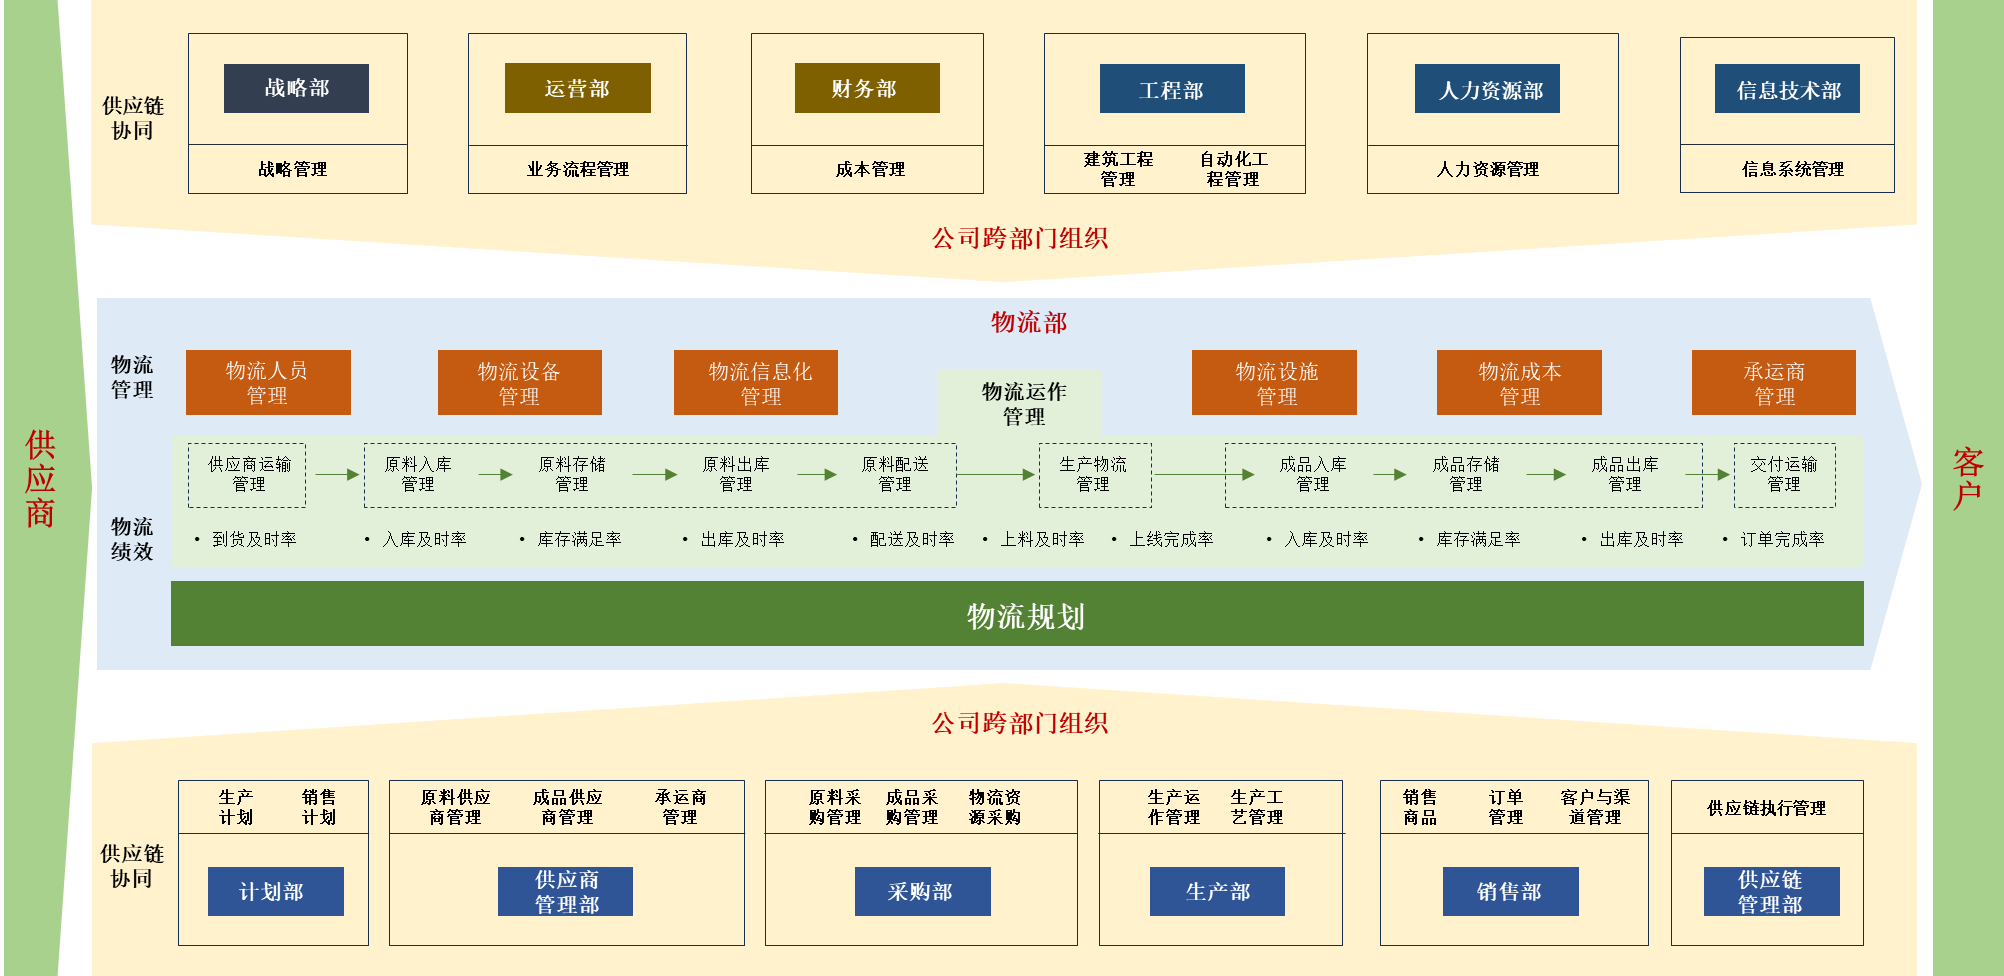 供应商
供应链
协同
战略部
战略管理
运营部
业务流程管理
财务部
成本管理
工程部
建筑工程
管理
自动化工
程管理
人力资源部
人力资源管理
信息技术部
信息系统管理
公司跨部门组织
物流部
物流
管理
物流人员
管理
物流设备
管理
物流信息化
管理
物流运作
管理
物流设施
管理
物流成本
管理
承运商
管理
供应商运输
管理
原料入库
管理
原料存储
管理
原料出库
管理
原料配送
管理
生产物流
管理
成品入库
管理
成品存储
管理
成品出库
管理
交付运输
管理
物流
绩效
• 到货及时率
• 入库及时率
• 库存满足率
• 出库及时率
• 配送及时率
• 上料及时率
• 上线完成率
• 入库及时率
• 库存满足率
• 出库及时率
• 订单完成率
物流规划
公司跨部门组织
供应链
协同
生产
计划
销售
计划
计划部
原料供应
商管理
成品供应
商管理
承运商
管理
供应商
管理部
原料采
购管理
成品采
购管理
物流资
源采购
采购部
生产运
作管理
生产工
艺管理
生产部
销售
商品
订单
管理
客户与渠
道管理
销售部
供应链执行管理
供应链
管理部
客户